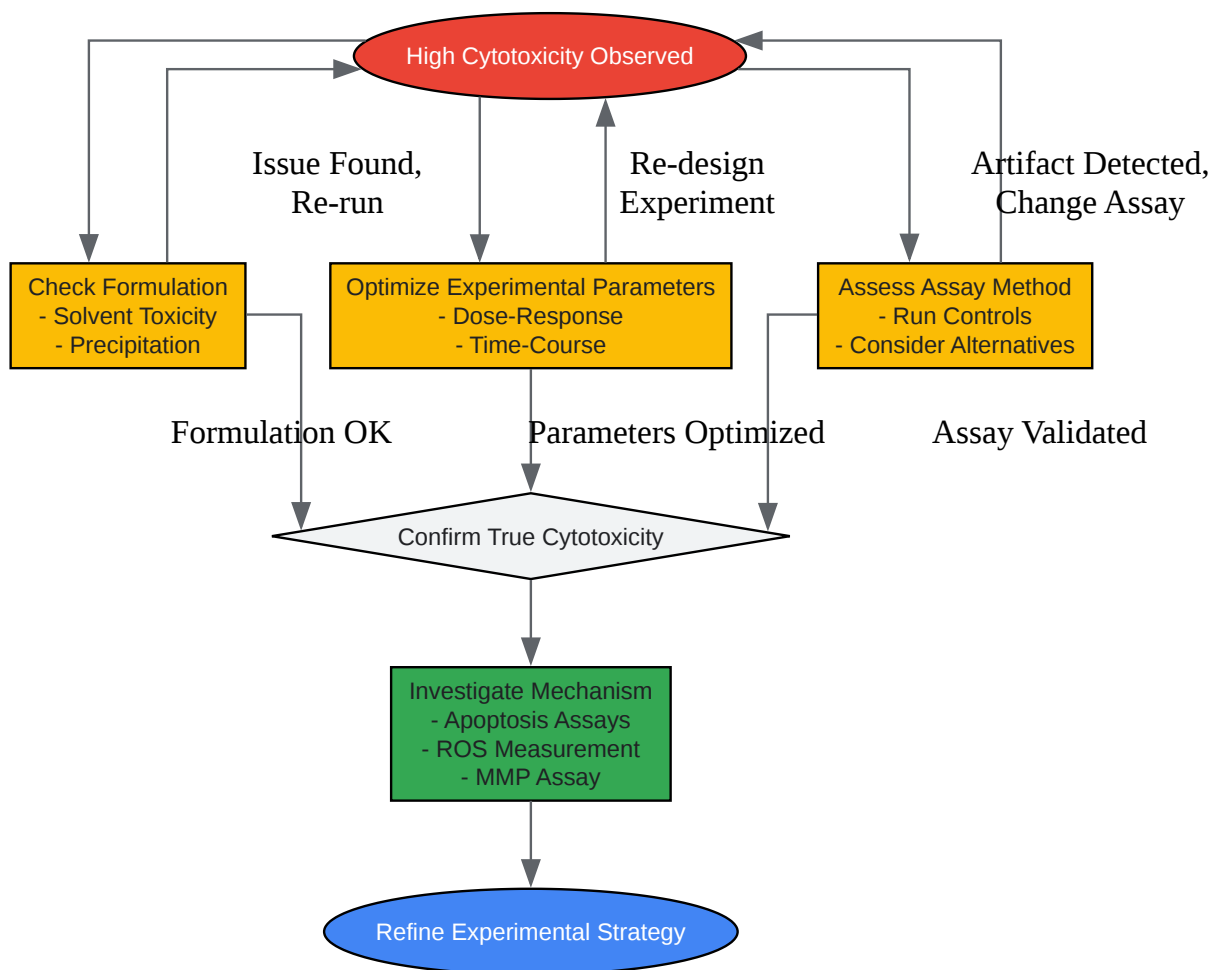 High Cytotoxicity Observed
Issue Found,
Re-run
Re-design
Experiment
Artifact Detected,
Change Assay
Check Formulation
- Solvent Toxicity
- Precipitation
Optimize Experimental Parameters
- Dose-Response
- Time-Course
Assess Assay Method
- Run Controls
- Consider Alternatives
Formulation OK
Parameters Optimized
Assay Validated
Confirm True Cytotoxicity
Investigate Mechanism
- Apoptosis Assays
- ROS Measurement
- MMP Assay
Refine Experimental Strategy